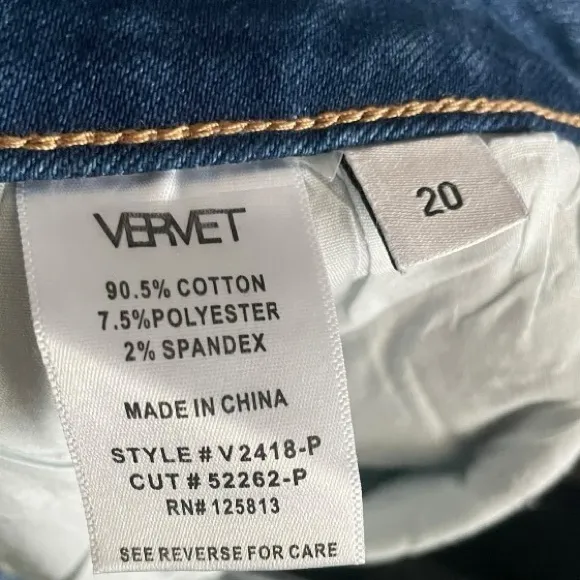 VERVET
90.5% COTTON
7.5%POLYESTER
2% SPANDEX
MADE IN CHINA
STYLE # V2418-P
CUT # 52262-P
RN# 125813
SEE REVERSE FOR CARE
20